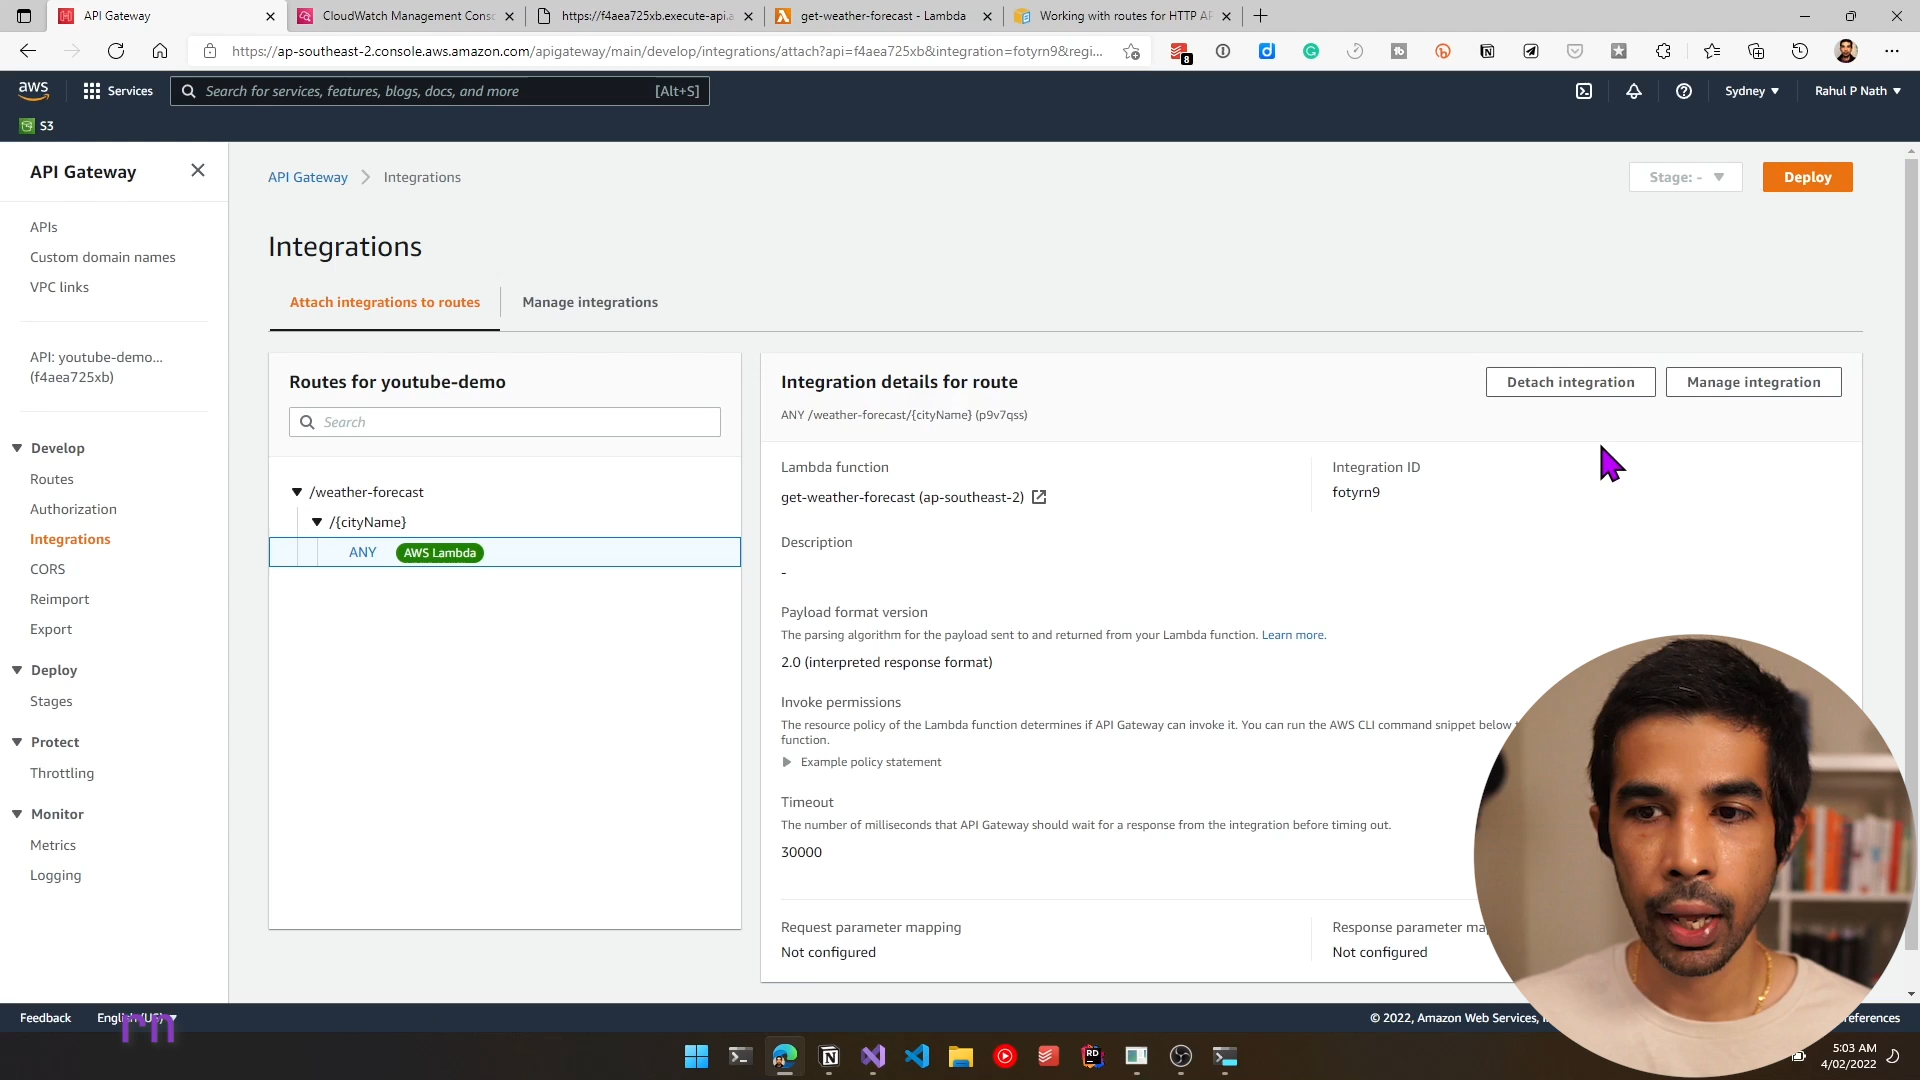 API Gateway
CloudWatch Management Consc
https://f4aea725xb.execute-api.a
get-weather-forecast - Lambda
Working with routes for HTTP AP
https://ap-southeast-2.console.aws.amazon.com/apigateway/main/develop/integrations/attach?api=f4aea725xb&integration=fotyrn9&regi...
8
aws
Services
Search for services, features, blogs, docs, and more
[Alt+S]
Sydney
Rahul P Nath
S3
API Gateway
APIs
Custom domain names
VPC links
API: youtube-demo...
(f4aea725xb)
Develop
Routes
Authorization
Integrations
CORS
Reimport
Export
Deploy
Stages
Protect
Throttling
Monitor
Metrics
Logging
API Gateway
Integrations
Stage: -
Deploy
Integrations
Attach integrations to routes
Manage integrations
Routes for youtube-demo
Search
/weather-forecast
/{cityName}
ANY
AWS Lambda
Integration details for route
Detach integration
Manage integration
ANY /weather-forecast/{cityName} (p9v7qss)
Lambda function
get-weather-forecast (ap-southeast-2)
Integration ID
fotyrn9
Description
-
Payload format version
The parsing algorithm for the payload sent to and returned from your Lambda function. Learn more.
2.0 (interpreted response format)
Invoke permissions
The resource policy of the Lambda function determines if API Gateway can invoke it. You can run the AWS CLI command snippet below
function.
Example policy statement
Timeout
The number of milliseconds that API Gateway should wait for a response from the integration before timing out.
30000
Request parameter mapping
Not configured
Response parameter
Not configured
Feedback
English (US)
rn
© 2022, Amazon Web Services,
RD
5:03 AM
4/02/2022